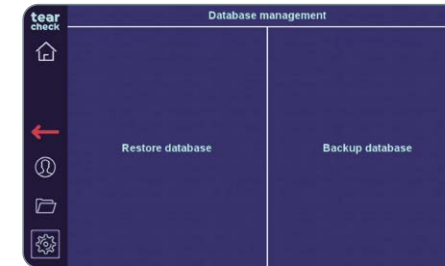 tear
check
Database management
Restore database
Backup database